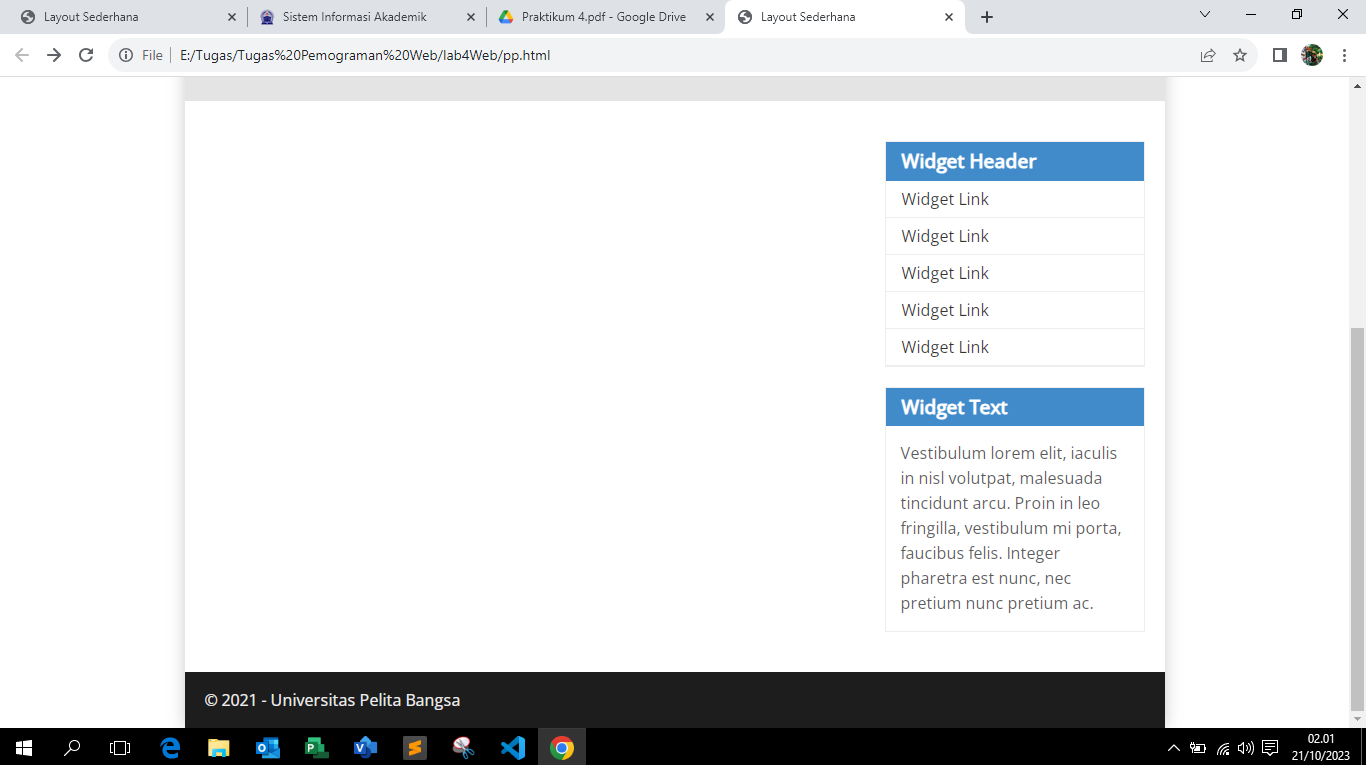 Layout Sederhana
Sistem Informasi Akademik
Praktikum 4.pdf - Google Drive
Layout Sederhana
File
E:/Tugas/Tugas%20Pemograman%20Web/lab4Web/pp.html
Widget Header
Widget Link
Widget Link
Widget Link
Widget Link
Widget Link
Widget Text
Vestibulum lorem elit, iaculis
in nisl volutpat, malesuada
tincidunt arcu. Proin in leo
fringilla, vestibulum mi porta,
faucibus felis. Integer
pharetra est nunc, nec
pretium nunc pretium ac.
© 2021 - Universitas Pelita Bangsa
02.01
21/10/2023